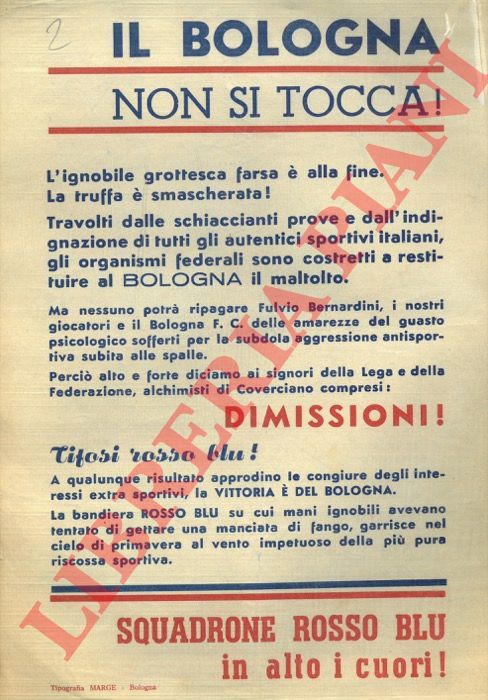 2
IL BOLOGNA
NON SI TOCCA!
L'ignobile grottesca farsa è alla fine.
La truffa è smascherata!
Travolti dalle schiaccianti prove e dall'indi-
gnazione di tutti gli autentici sportivi italiani,
gli organismi federali sono costretti a resti-
tuire al BOLOGNA il maltolto.
Ma nessuno potrà ripagare Fulvio Bernardini, i nostri
giocatori e il Bologna F. C. delle amarezze del guasto
psicologico sofferti per la subdola aggressione antispor-
tiva subita alle spalle.
Perciò alto e forte diciamo ai signori della Lega e della
Federazione, alchimisti di Coverciano compresi:
DIMISSIONI!
Tifosi rosso blu!
A qualunque risultato approdino le congiure degli inte-
ressi extra sportivi, la VITTORIA È DEL BOLOGNA.
La bandiera ROSSO BLU su cui mani ignobili avevano
tentato di gettare una manciata di fango, garrisce nel
cielo di primavera al vento impetuoso della più pura
riscossa sportiva.
SQUADRONE ROSSO BLU
in alto i cuori!
Tipografia MARGE - Bologna
LIBRERIA PIANI